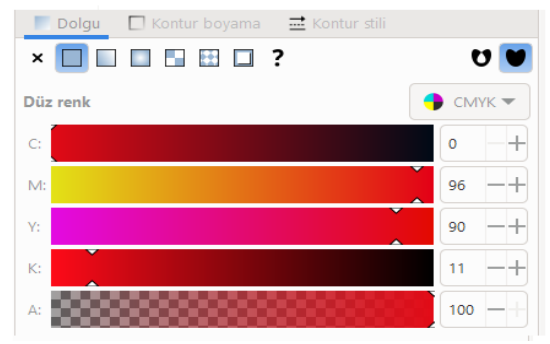 Dolgu Kontur boyama Kontur stili
× ?
Düz renk CMYK
C: 0
M: 96
Y: 90
K: 11
A: 100